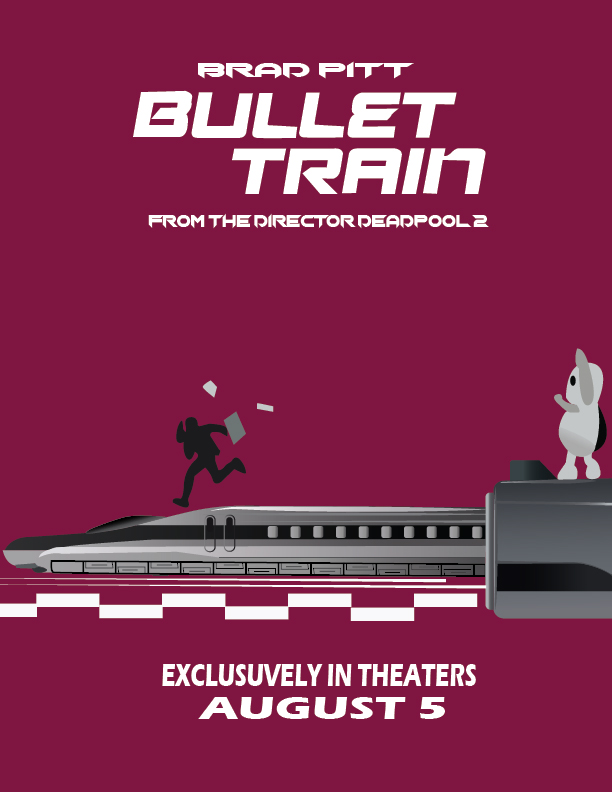 BRAD PITT
BULLET
TRAIN
FROM THE DIRECTOR DEADPOOL 2
EXCLUSUVELY IN THEATERS
AUGUST 5